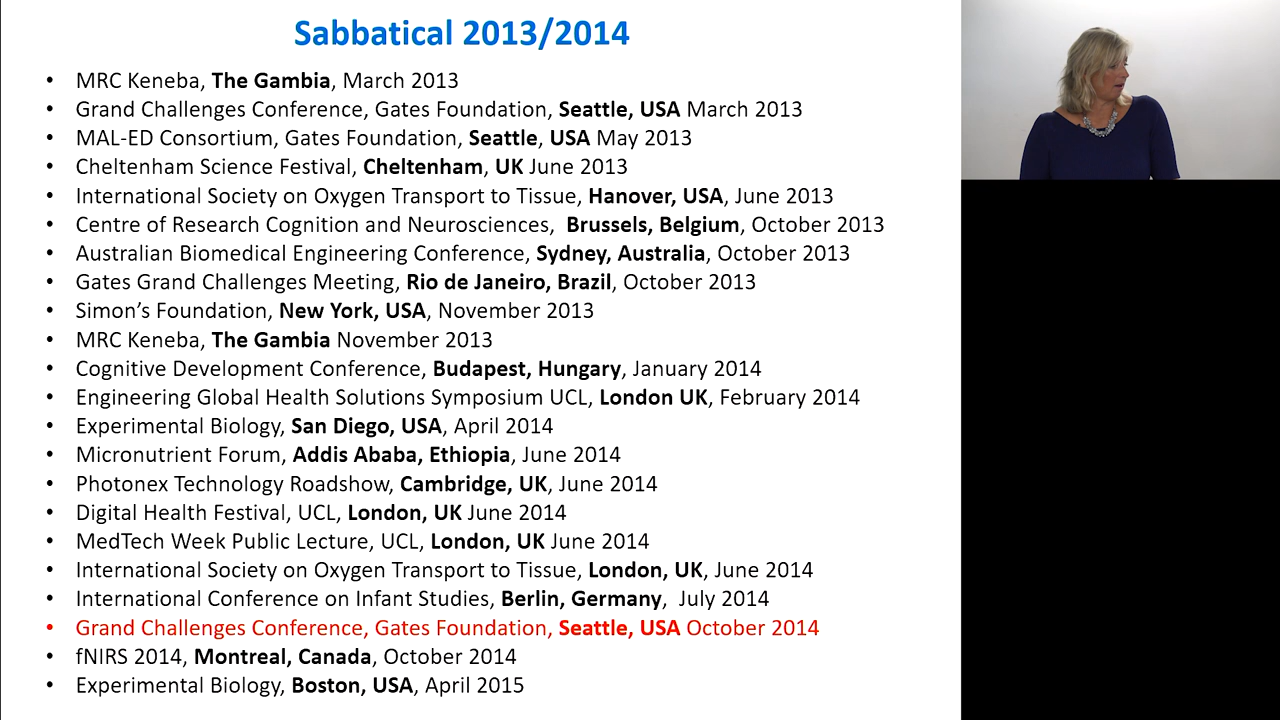 Sabbatical 2013/2014
• MRC Keneba, The Gambia, March 2013
• Grand Challenges Conference, Gates Foundation, Seattle, USA March 2013
• MAL-ED Consortium, Gates Foundation, Seattle, USA May 2013
• Cheltenham Science Festival, Cheltenham, UK June 2013
• International Society on Oxygen Transport to Tissue, Hanover, USA, June 2013
• Centre of Research Cognition and Neurosciences,  Brussels, Belgium, October 2013
• Australian Biomedical Engineering Conference, Sydney, Australia, October 2013
• Gates Grand Challenges Meeting, Rio de Janeiro, Brazil, October 2013
• Simon’s Foundation, New York, USA, November 2013
• MRC Keneba, The Gambia November 2013
• Cognitive Development Conference, Budapest, Hungary, January 2014
• Engineering Global Health Solutions Symposium UCL, London UK, February 2014
• Experimental Biology, San Diego, USA, April 2014
• Micronutrient Forum, Addis Ababa, Ethiopia, June 2014
• Photonex Technology Roadshow, Cambridge, UK, June 2014
• Digital Health Festival, UCL, London, UK June 2014
• MedTech Week Public Lecture, UCL, London, UK June 2014
• International Society on Oxygen Transport to Tissue, London, UK, June 2014
• International Conference on Infant Studies, Berlin, Germany,  July 2014
• Grand Challenges Conference, Gates Foundation, Seattle, USA October 2014
• fNIRS 2014, Montreal, Canada, October 2014
• Experimental Biology, Boston, USA, April 2015